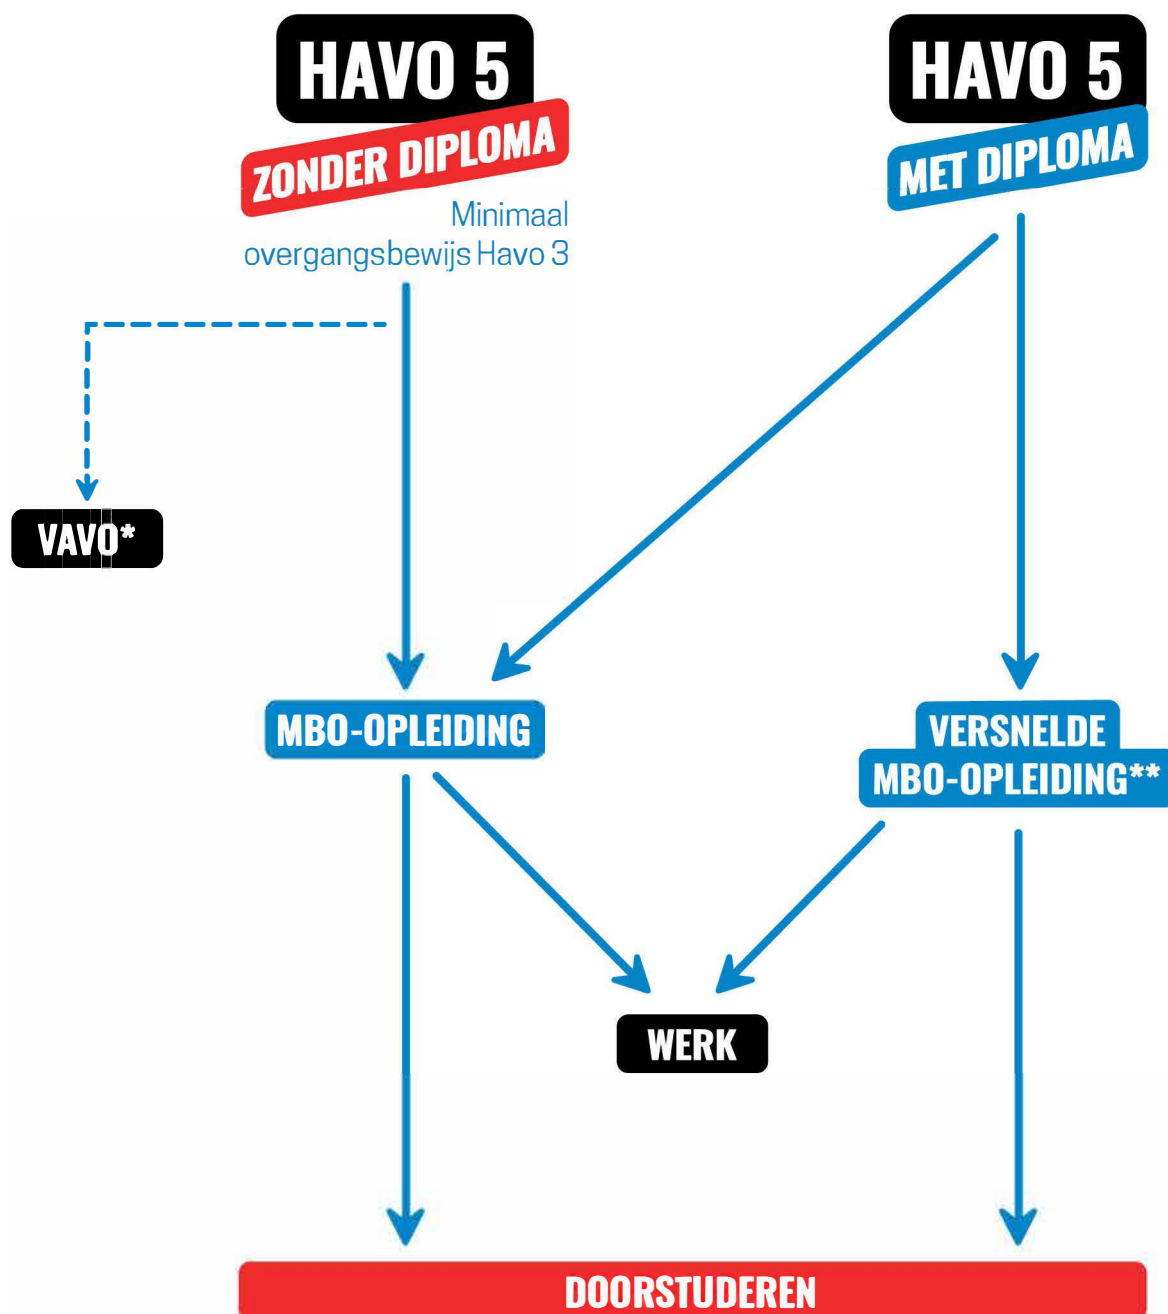 HAVO 5
ZONDER DIPLOMA
Minimaal
overgangsbewijs Havo 3
HAVO 5
MET DIPLOMA
VAVO*
MBO-OPLEIDING
VERSNELDE
MBO-OPLEIDING**
WERK
DOORSTUDEREN